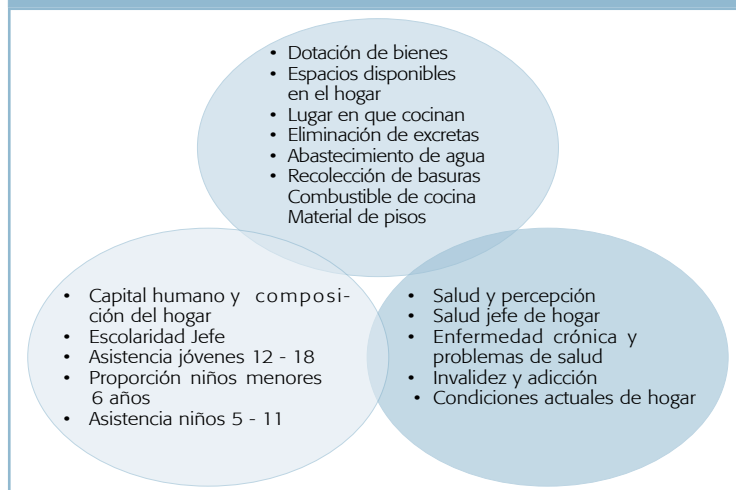 • Dotación de bienes
• Espacios disponibles
en el hogar
• Lugar en que cocinan
• Eliminación de excretas
• Abastecimiento de agua
• Recolección de basuras
Combustible de cocina
Material de pisos
• Capital humano y composi-
ción del hogar
• Escolaridad Jefe
• Asistencia jóvenes 12 - 18
• Proporción niños menores
6 años
• Asistencia niños 5 - 11
• Salud y percepción
• Salud jefe de hogar
• Enfermedad crónica y
problemas de salud
• Invalidez y adicción
• Condiciones actuales de hogar